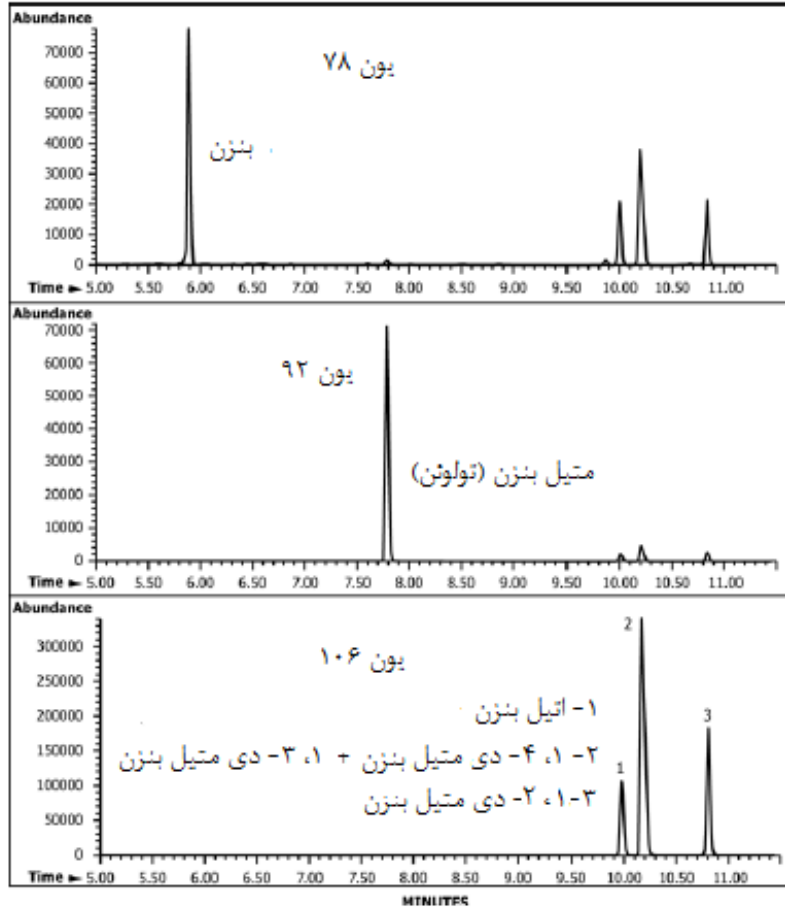 Abundance
70000
60000
50000
40000
30000
20000
10000
0
یون ۷۸
بنزن
Time 5.00 5.50 6.00 6.50 7.00 7.50 8.00 8.50 9.00 9.50 10.00 10.50 11.00
Abundance
70000
60000
50000
40000
30000
20000
10000
0
یون ۹۲
متیل بنزن (تولوئن)
Time 5.00 5.50 6.00 6.50 7.00 7.50 8.00 8.50 9.00 9.50 10.00 10.50 11.00
Abundance
300000
250000
200000
150000
100000
50000
0
یون ۱۰۶
۱- اتیل بنزن
۲- ۱، ۴- دی متیل بنزن + ۱، ۳- دی متیل بنزن
۳-۱، ۲- دی متیل بنزن
1
2
3
Time 5.00 5.50 6.00 6.50 7.00 7.50 8.00 8.50 9.00 9.50 10.00 10.50 11.00
MINUTES